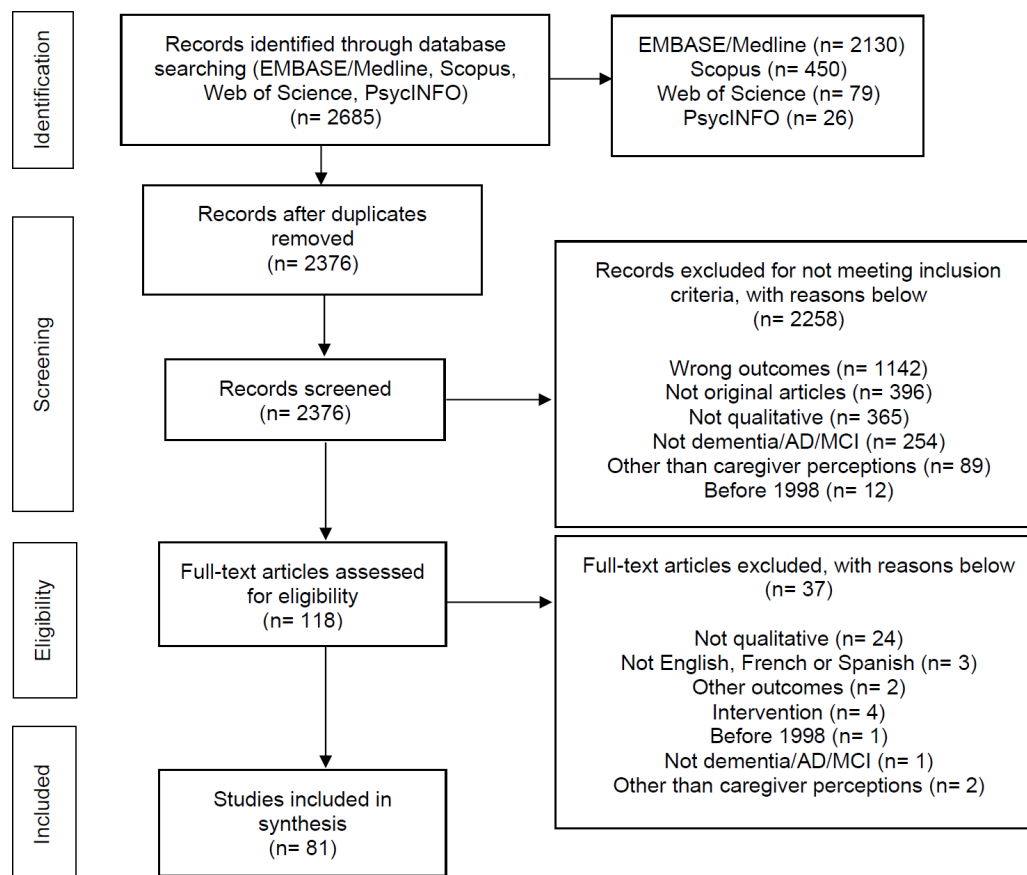 Identification
Records identified through database
searching (EMBASE/Medline, Scopus,
Web of Science, PsycINFO)
(n= 2685)
EMBASE/Medline (n= 2130)
Scopus (n= 450)
Web of Science (n= 79)
PsycINFO (n= 26)
Screening
Records after duplicates
removed
(n= 2376)
Records screened
(n= 2376)
Records excluded for not meeting inclusion
criteria, with reasons below
(n= 2258)
Wrong outcomes (n= 1142)
Not original articles (n= 396)
Not qualitative (n= 365)
Not dementia/AD/MCI (n= 254)
Other than caregiver perceptions (n= 89)
Before 1998 (n= 12)
Eligibility
Full-text articles assessed
for eligibility
(n= 118)
Full-text articles excluded, with reasons below
(n= 37)
Not qualitative (n= 24)
Not English, French or Spanish (n= 3)
Other outcomes (n= 2)
Intervention (n= 4)
Before 1998 (n= 1)
Not dementia/AD/MCI (n= 1)
Other than caregiver perceptions (n= 2)
Included
Studies included in
synthesis
(n= 81)